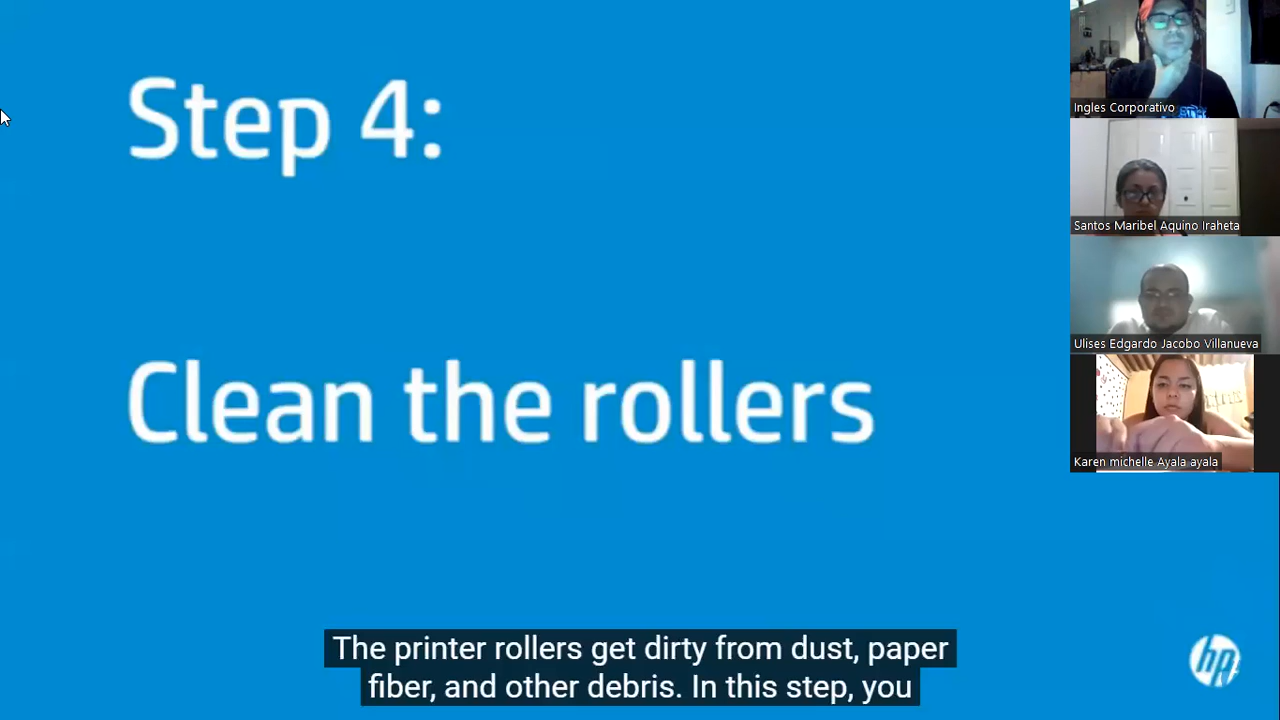 Step 4:
Clean the rollers
The printer rollers get dirty from dust, paper
fiber, and other debris. In this step, you
hp
Ingles Corporativo
Santos Maribel Aquino Iraheta
Ulises Edgardo Jacobo Villanueva
Karen michelle Ayala ayala